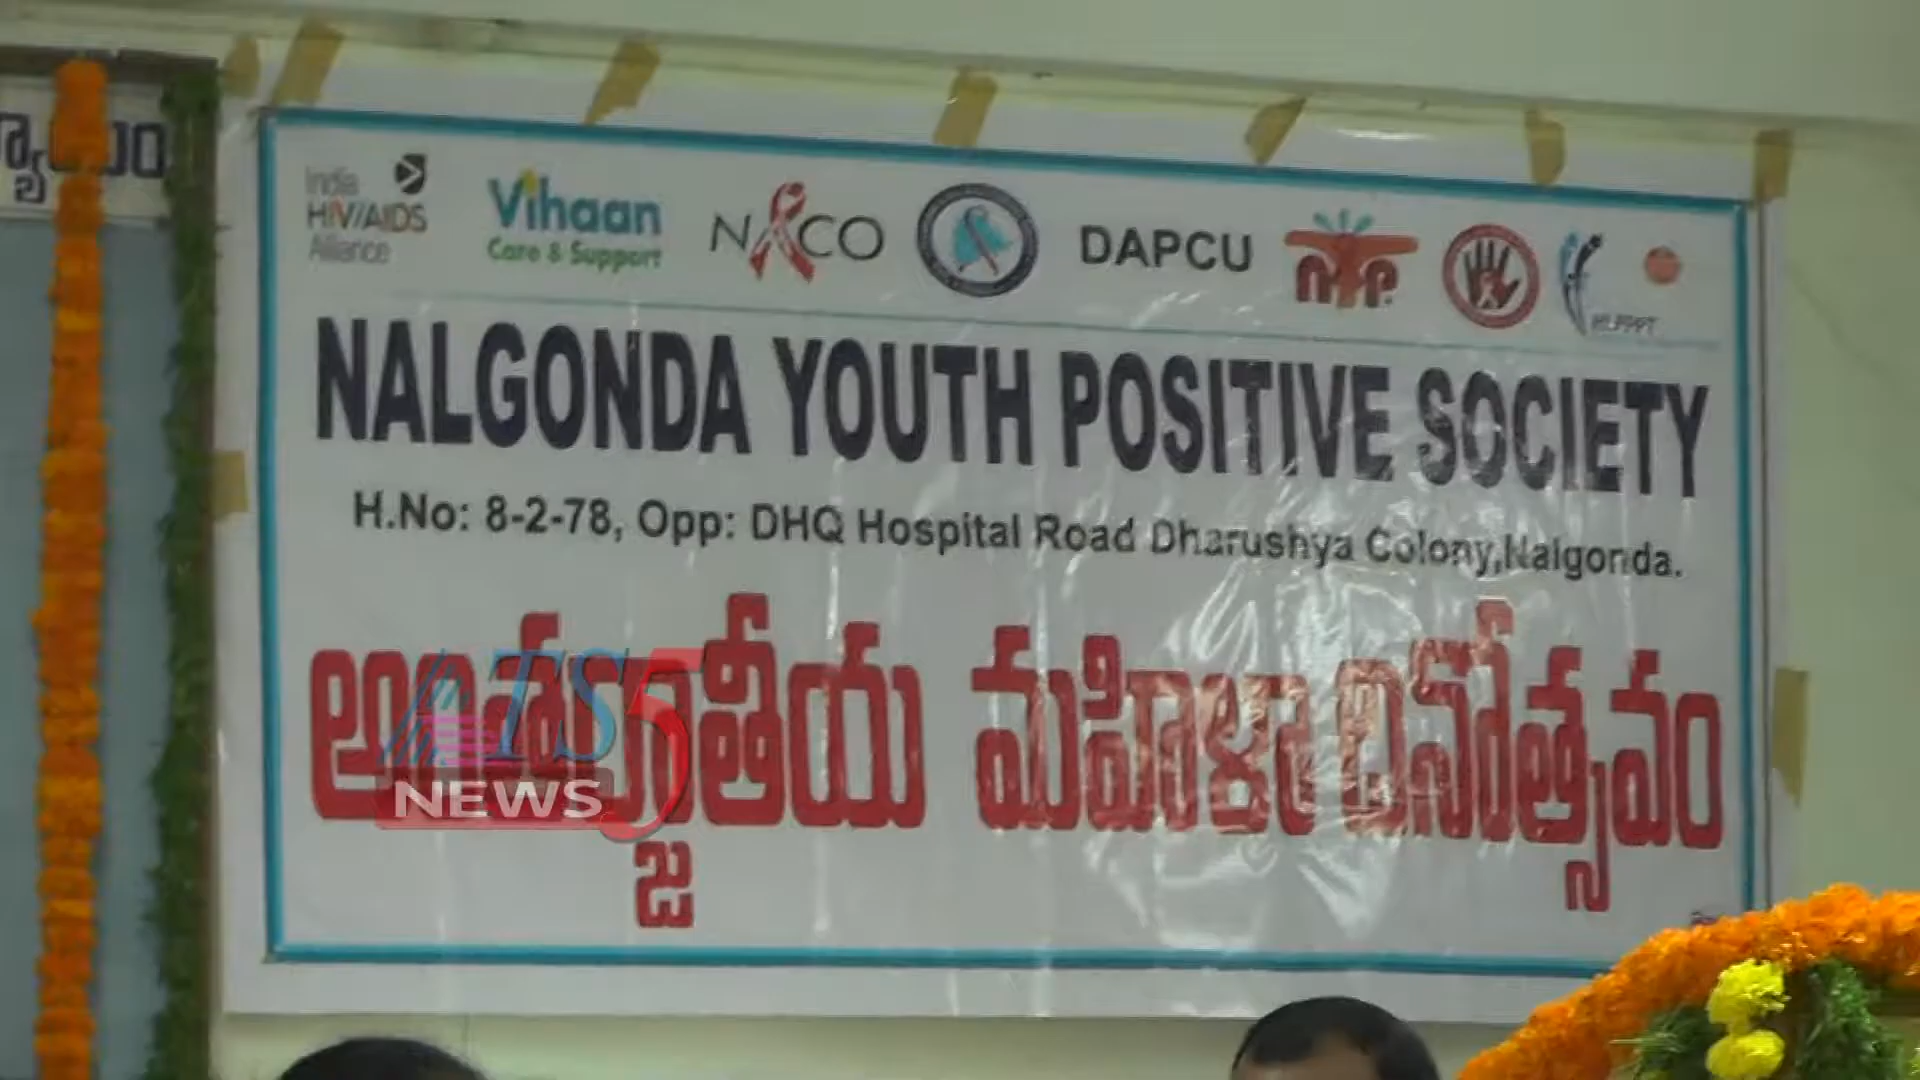 India
HIV/AIDS
Alliance
Vihaan
Care & Support
NACO
DAPCU
HLFPPT
NALGONDA YOUTH POSITIVE SOCIETY
H.No: 8-2-78, Opp: DHQ Hospital Road Dharushya Colony,Nalgonda.
అంతర్జాతీయ మహిళా దినోత్సవం
TS5
NEWS